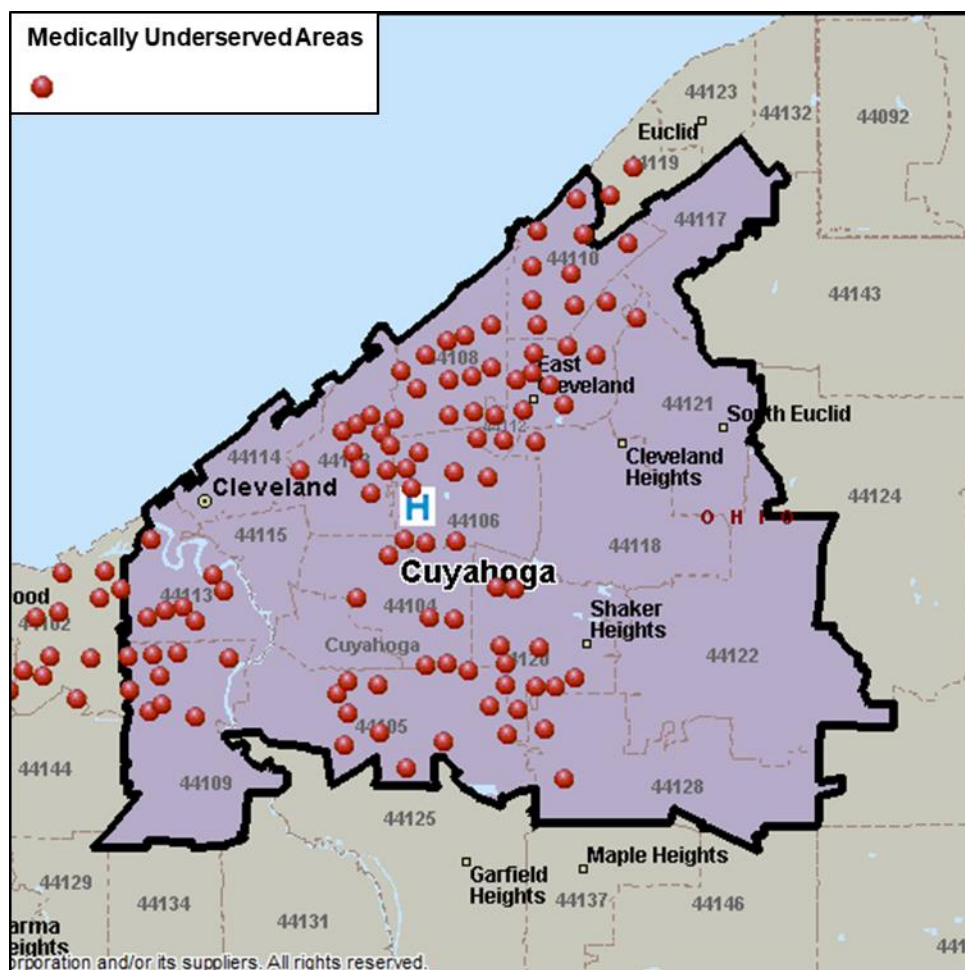 Medically Underserved Areas
44123
44132
44092
Euclid
44119
44117
44110
44143
44108
East
Cleveland
44121
South Euclid
44112
Cleveland
Heights
44114
44103
Cleveland
44124
H
O H I O
44106
44115
44118
Cuyahoga
44113
ood
44102
44104
Shaker
Heights
Cuyahoga
44120
44122
44105
44144
44109
44128
44125
Maple Heights
Garfield
Heights
44129
44134
44137
44146
44131
arma
eights
orporation and/or its suppliers. All rights reserved.